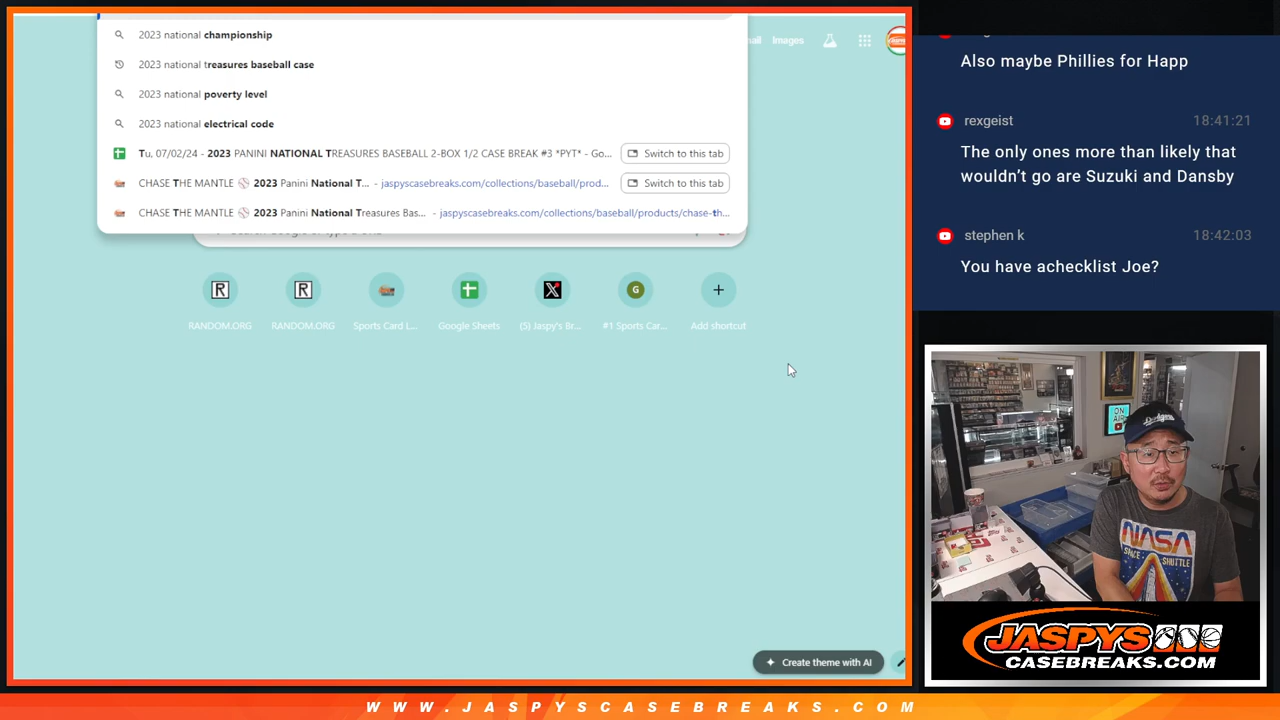 2023 national championship
2023 national treasures baseball case
2023 national poverty level
2023 national electrical code
Tu, 07/02/24 - 2023 PANINI NATIONAL TREASURES BASEBALL 2-BOX 1/2 CASE BREAK #3 *PYT* - Go... Switch to this tab
CHASE THE MANTLE ⚾ 2023 Panini National T... - jaspyscasebreaks.com/collections/baseball/prod... Switch to this tab
CHASE THE MANTLE ⚾ 2023 Panini National Treasures Bas... - jaspyscasebreaks.com/collections/baseball/products/chase-th...
Images
RANDOM.ORG
RANDOM.ORG
Sports Card L...
Google Sheets
(5) Jaspy's Br...
G
#1 Sports Car...
Add shortcut
Create theme with AI
Also maybe Phillies for Happ
rexgeist 18:41:21
The only ones more than likely that
wouldn't go are Suzuki and Dansby
stephen k 18:42:03
You have achecklist Joe?
ON
AIR
Dodgers
NASA
SPACE SHUTTLE
JASPYS
CASEBREAKS.COM
WWW.JASPYSCASEBREAKS.COM